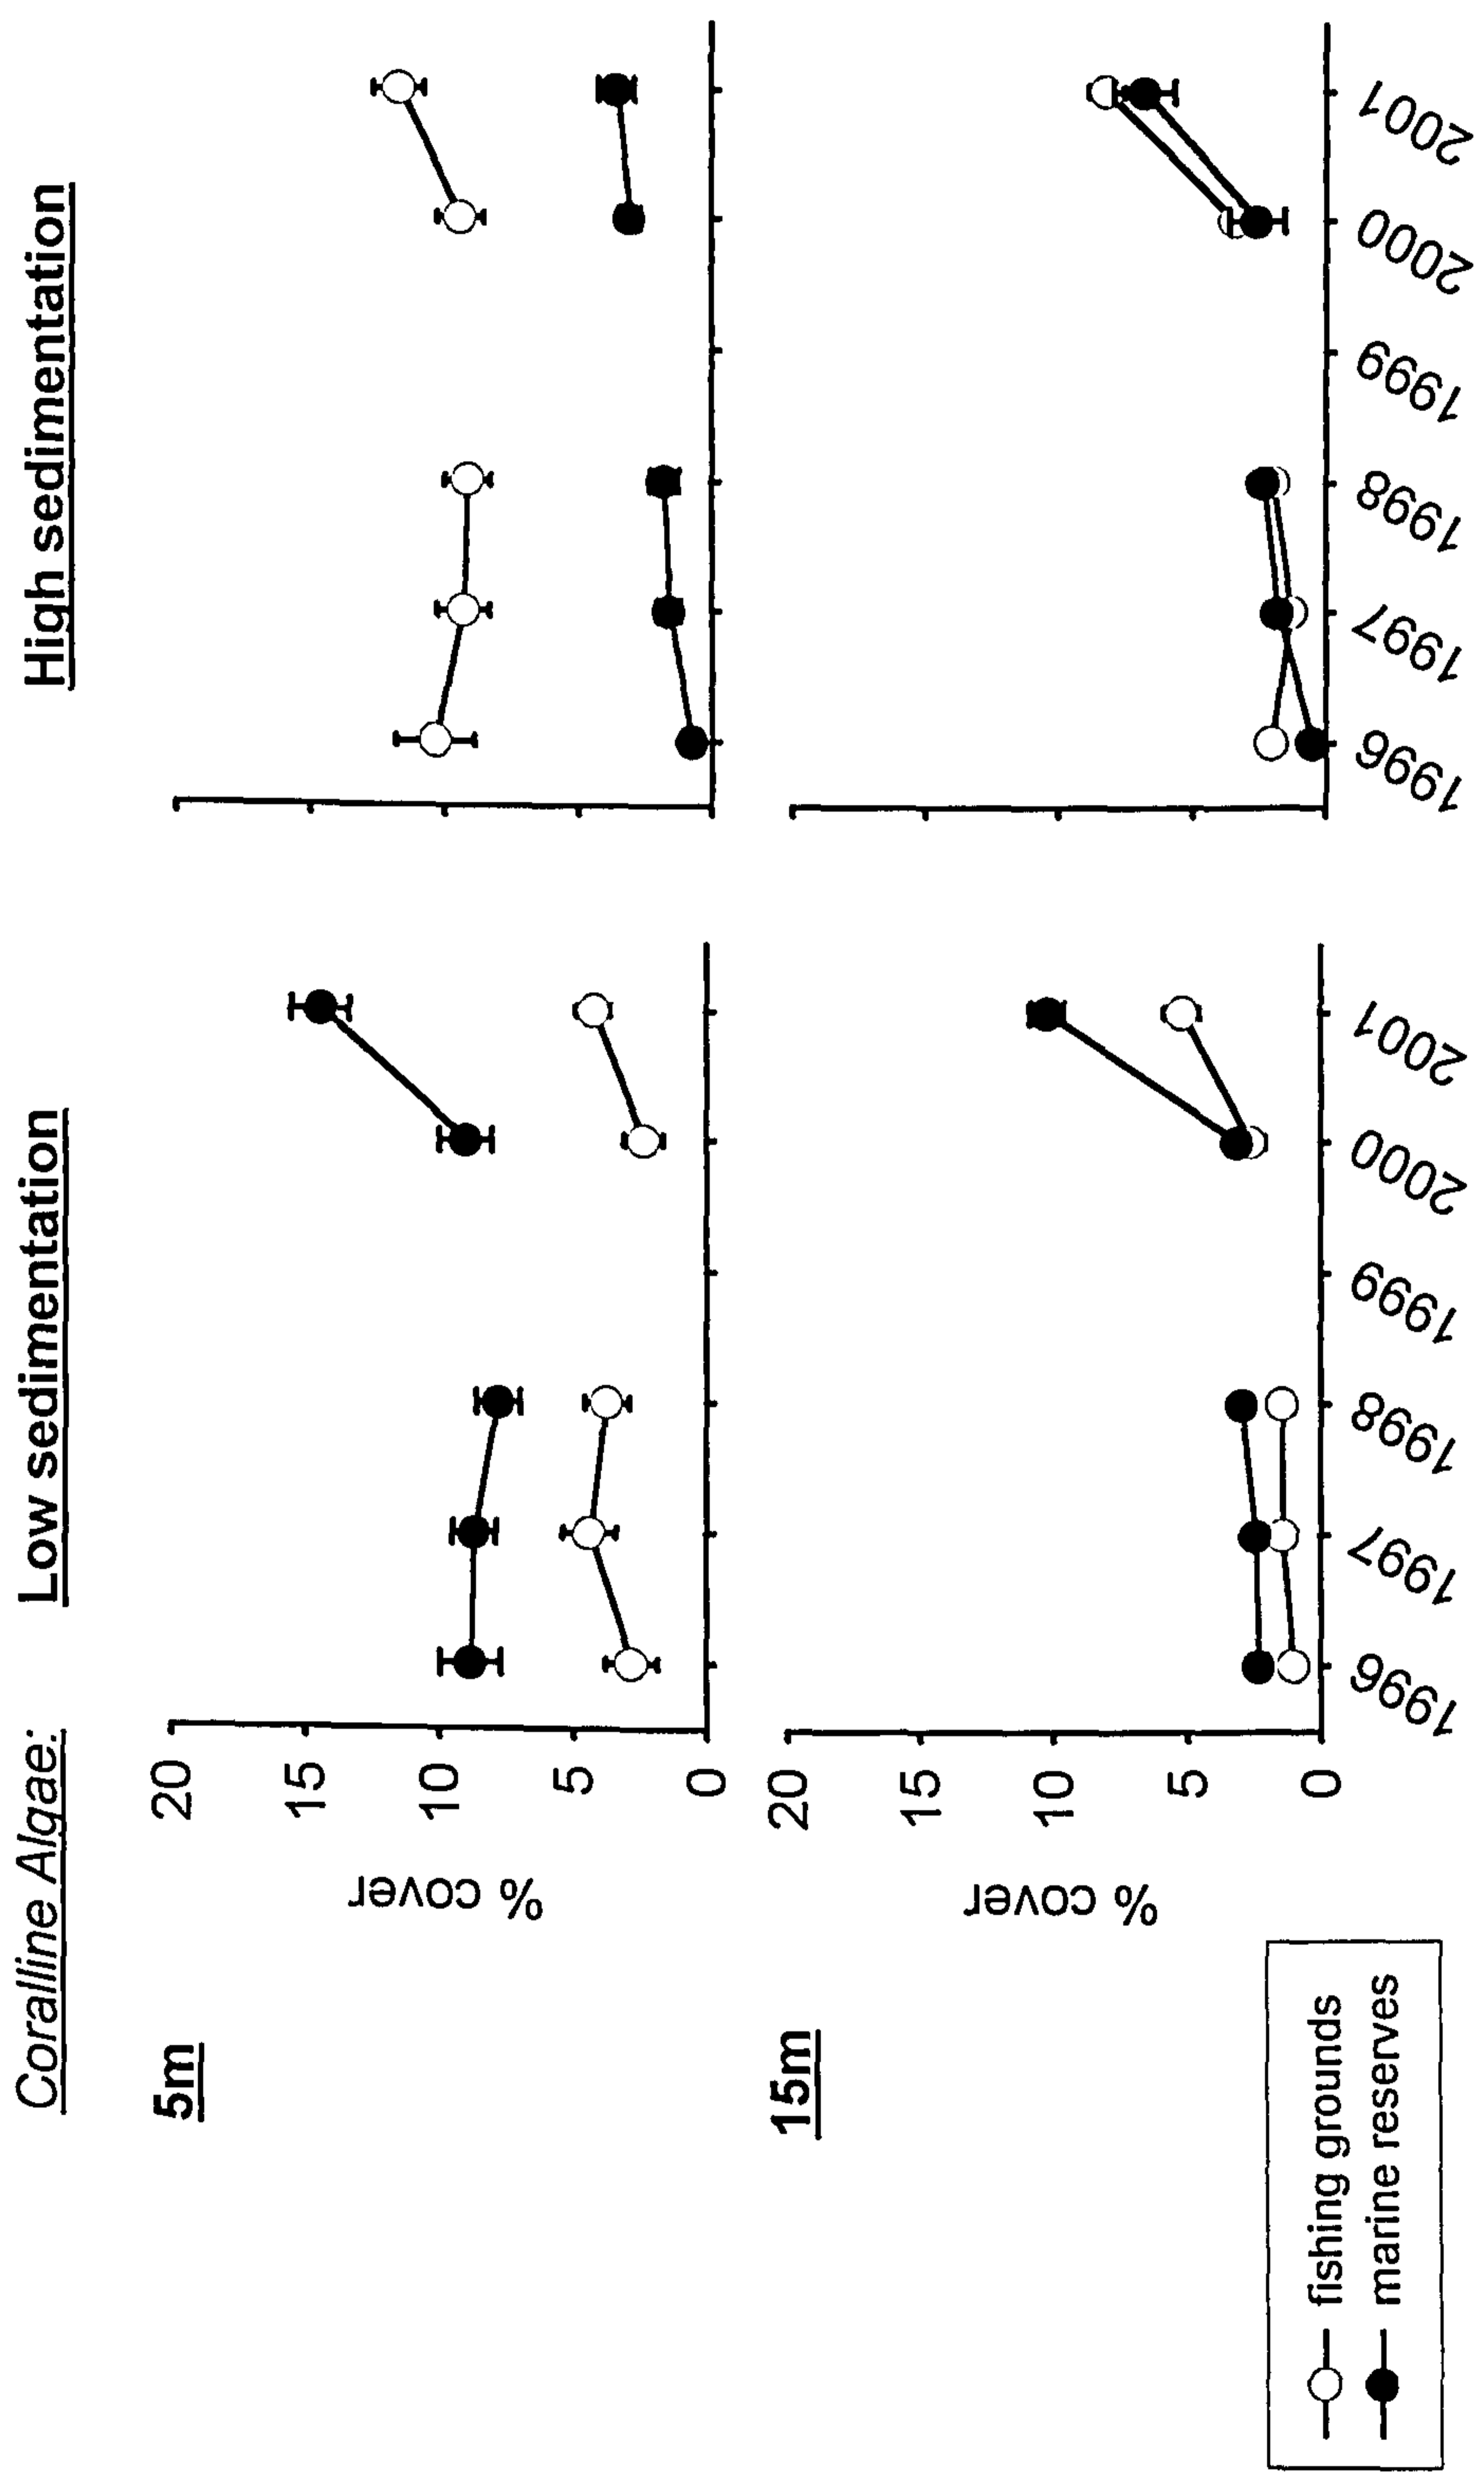 Coralline Algae:
Low sedimentation
High sedimentation
5m
% cover
20
15
10
5
0
15m
% cover
20
15
10
5
0
1996
1997
1998
1999
2000
2001
1996
1997
1998
1999
2000
2001
fishing grounds
marine reserves